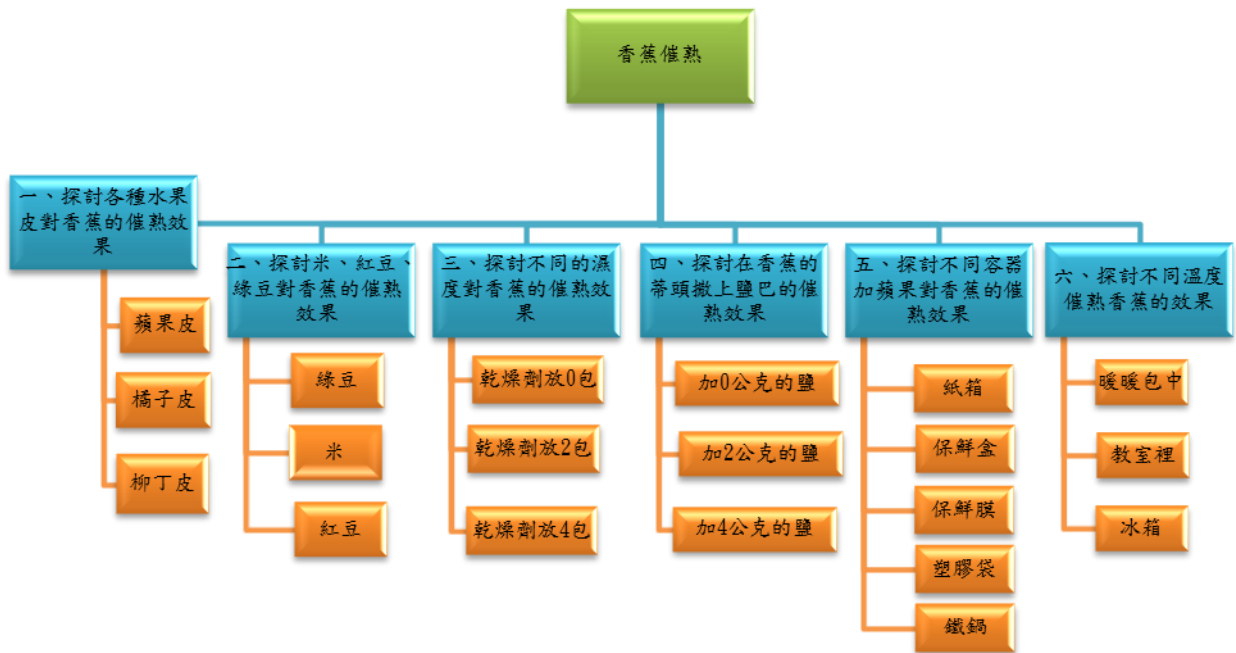 香蕉催熟
一、探討各種水果
皮對香蕉的催熟效
果
蘋果皮
橘子皮
柳丁皮
二、探討米、紅豆、
綠豆對香蕉的催熟
效果
綠豆
米
紅豆
三、探討不同的濕
度對香蕉的催熟效
果
乾燥劑放0包
乾燥劑放2包
乾燥劑放4包
四、探討在香蕉的
蒂頭撒上鹽巴的催
熟效果
加0公克的鹽
加2公克的鹽
加4公克的鹽
五、探討不同容器
加蘋果對香蕉的催
熟效果
紙箱
保鮮盒
保鮮膜
塑膠袋
鐵鍋
六、探討不同溫度
催熟香蕉的效果
暖暖包中
教室裡
冰箱